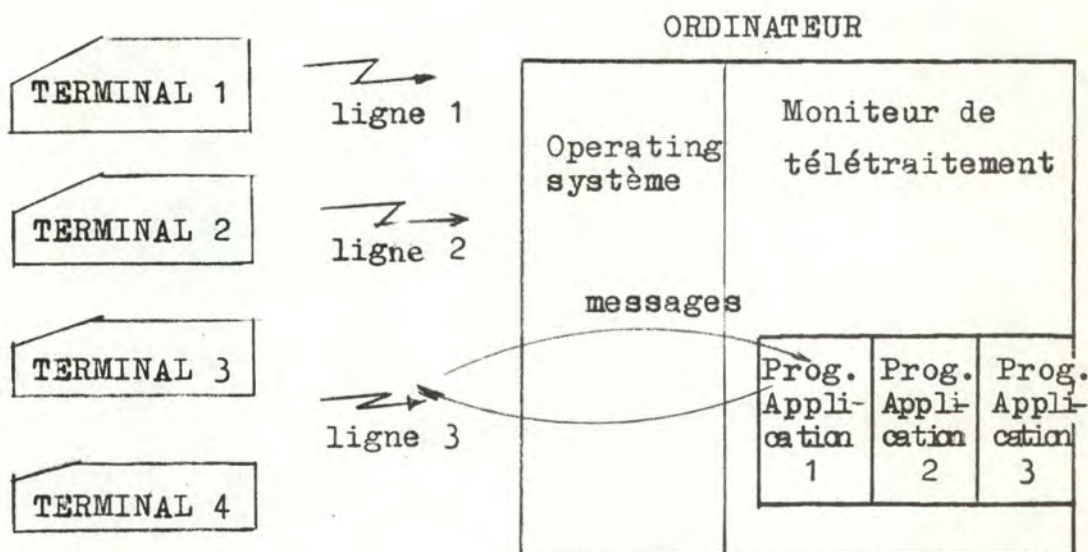 ORDINATEUR
TERMINAL 1
ligne 1
TERMINAL 2
ligne 2
TERMINAL 3
ligne 3
TERMINAL 4
Operating
système
Moniteur de
télétraitement
messages
Prog.
Appli-
cation
1
Prog.
Appli-
cation
2
Prog.
Appli-
cation
3